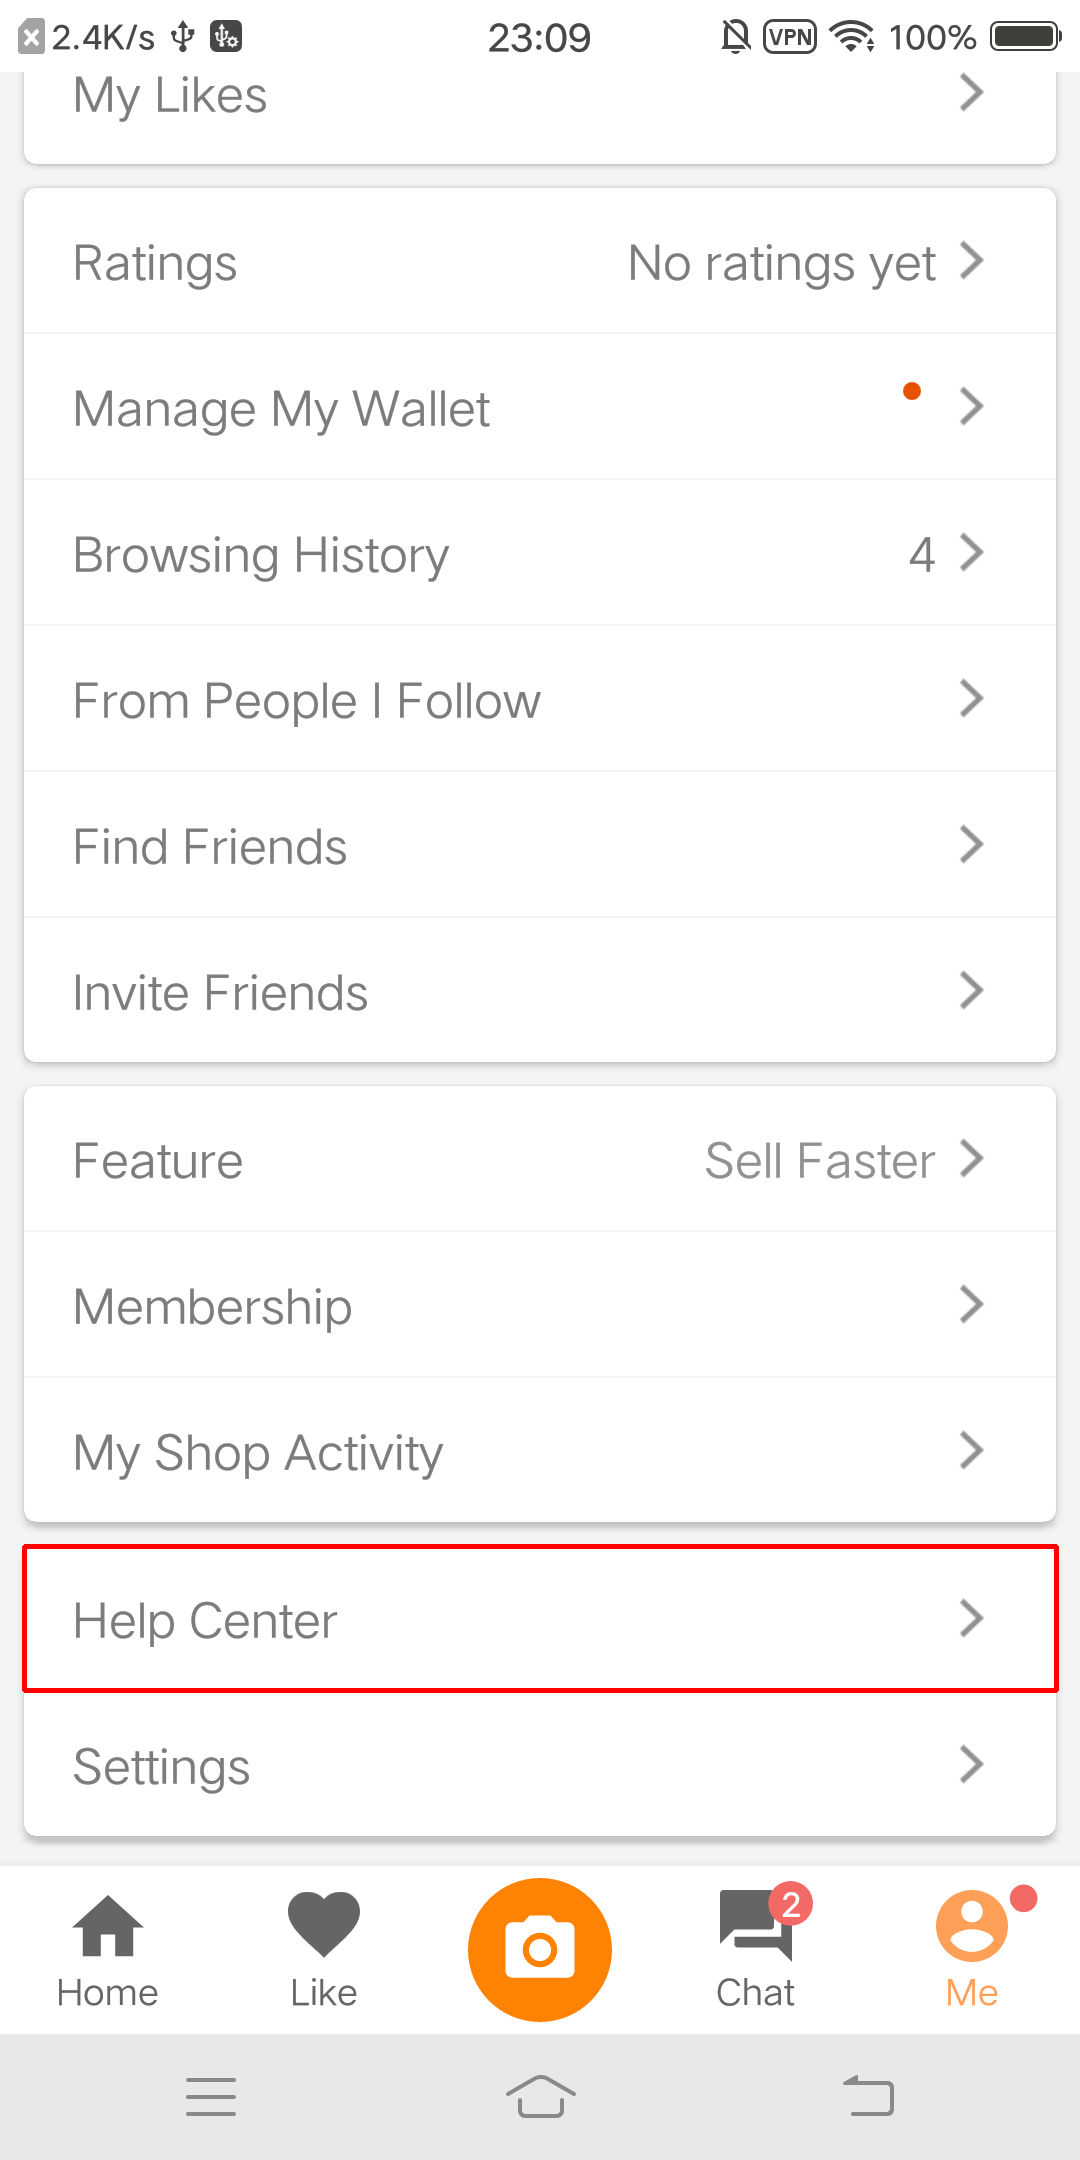 2.4K/s 23:09 VPN 100%
My Likes
Ratings No ratings yet
Manage My Wallet
Browsing History 4
From People I Follow
Find Friends
Invite Friends
Feature Sell Faster
Membership
My Shop Activity
Help Center
Settings
2
Home Like Chat Me